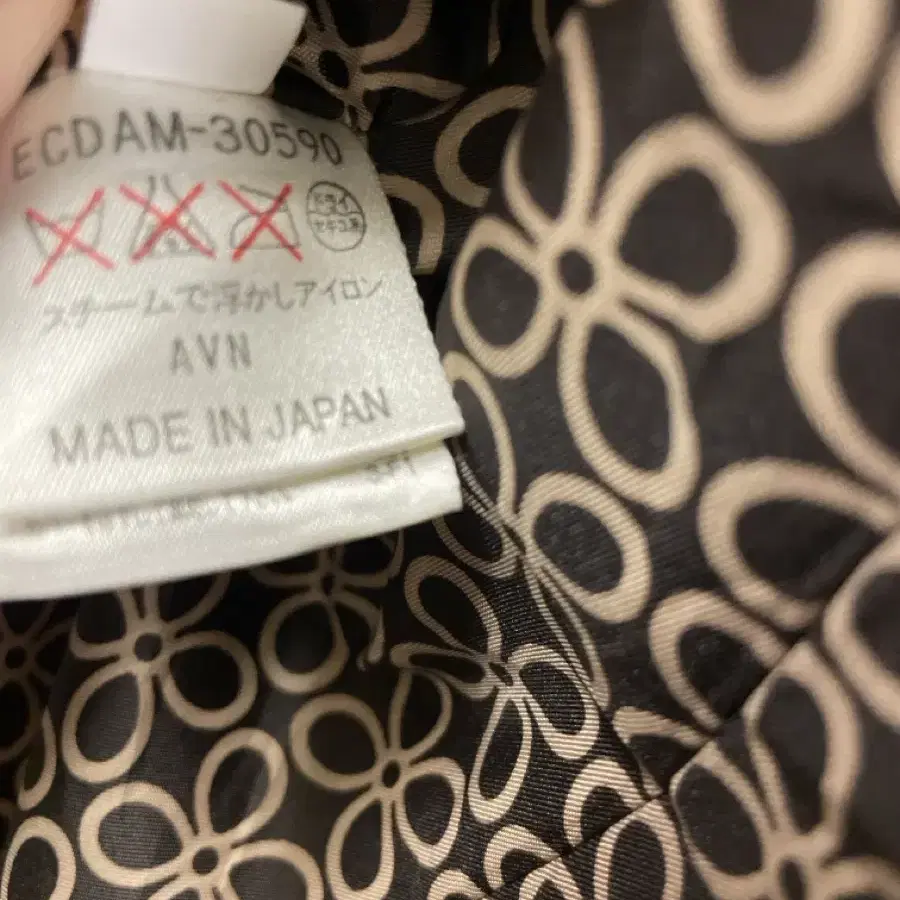 ECDAM-30590
ドライ
セキユ系
スチームで浮かしアイロン
AVN
MADE IN JAPAN